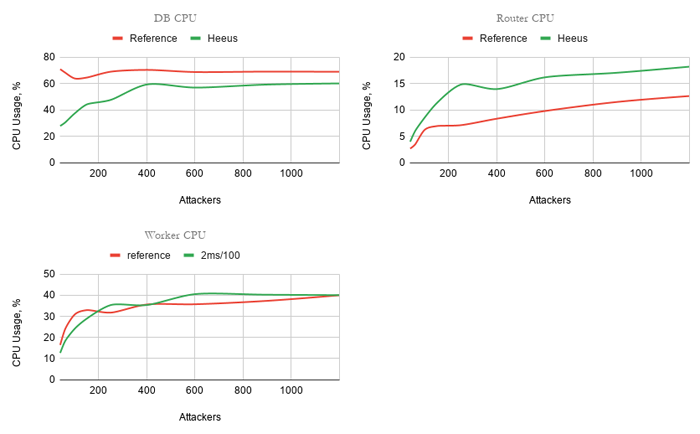 DB CPU
Reference Heeus
CPU Usage, %
80
60
40
20
0
200 400 600 800 1000
Attackers
Router CPU
Reference Heeus
CPU Usage, %
20
15
10
5
0
200 400 600 800 1000
Attackers
Worker CPU
reference 2ms/100
CPU Usage, %
50
40
30
20
10
0
200 400 600 800 1000
Attackers